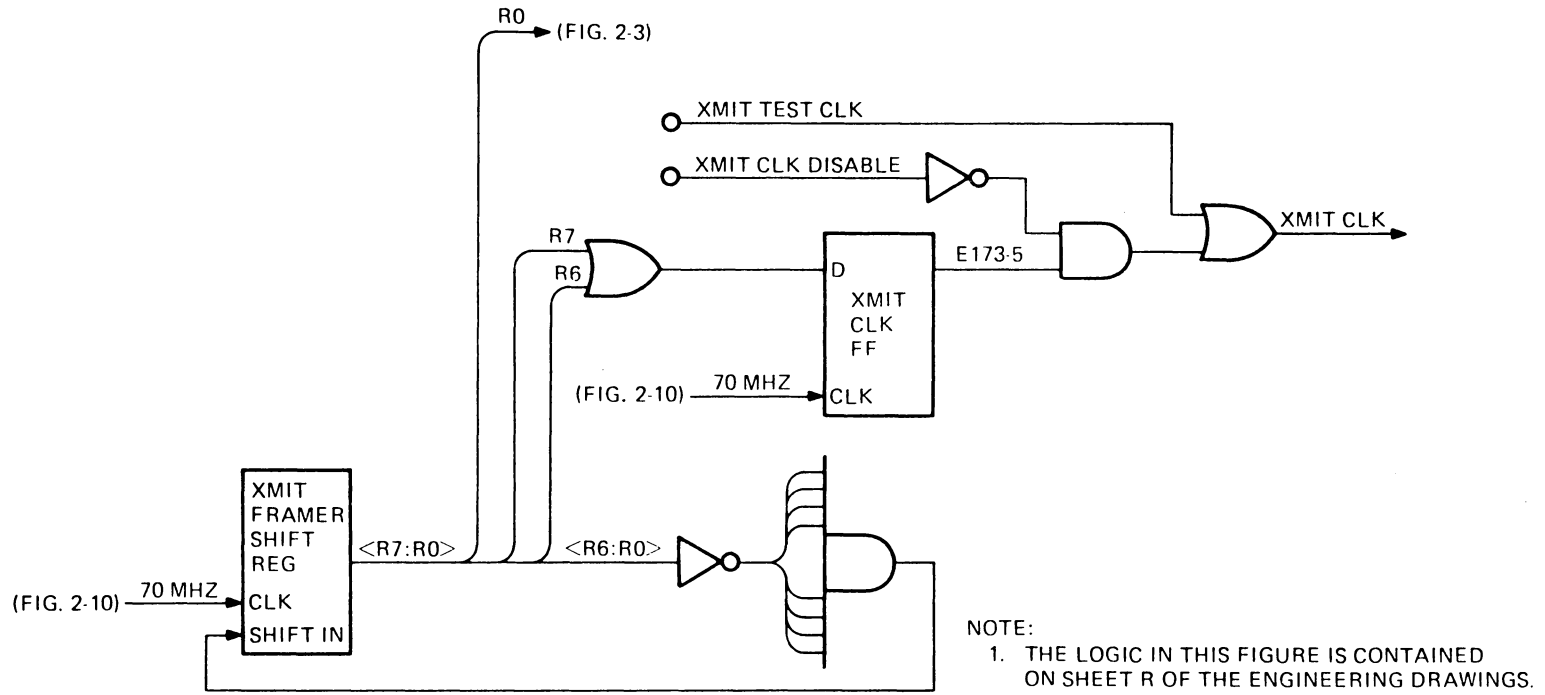 R0
(FIG. 2-3)
XMIT TEST CLK
XMIT CLK DISABLE
XMIT CLK
R7
R6
E173-5
D
XMIT
CLK
FF
(FIG. 2-10) 70 MHZ
CLK
XMIT
FRAMER
SHIFT
REG
<R7:R0>
<R6:R0>
(FIG. 2-10) 70 MHZ
CLK
SHIFT IN
NOTE:
1. THE LOGIC IN THIS FIGURE IS CONTAINED
ON SHEET R OF THE ENGINEERING DRAWINGS.